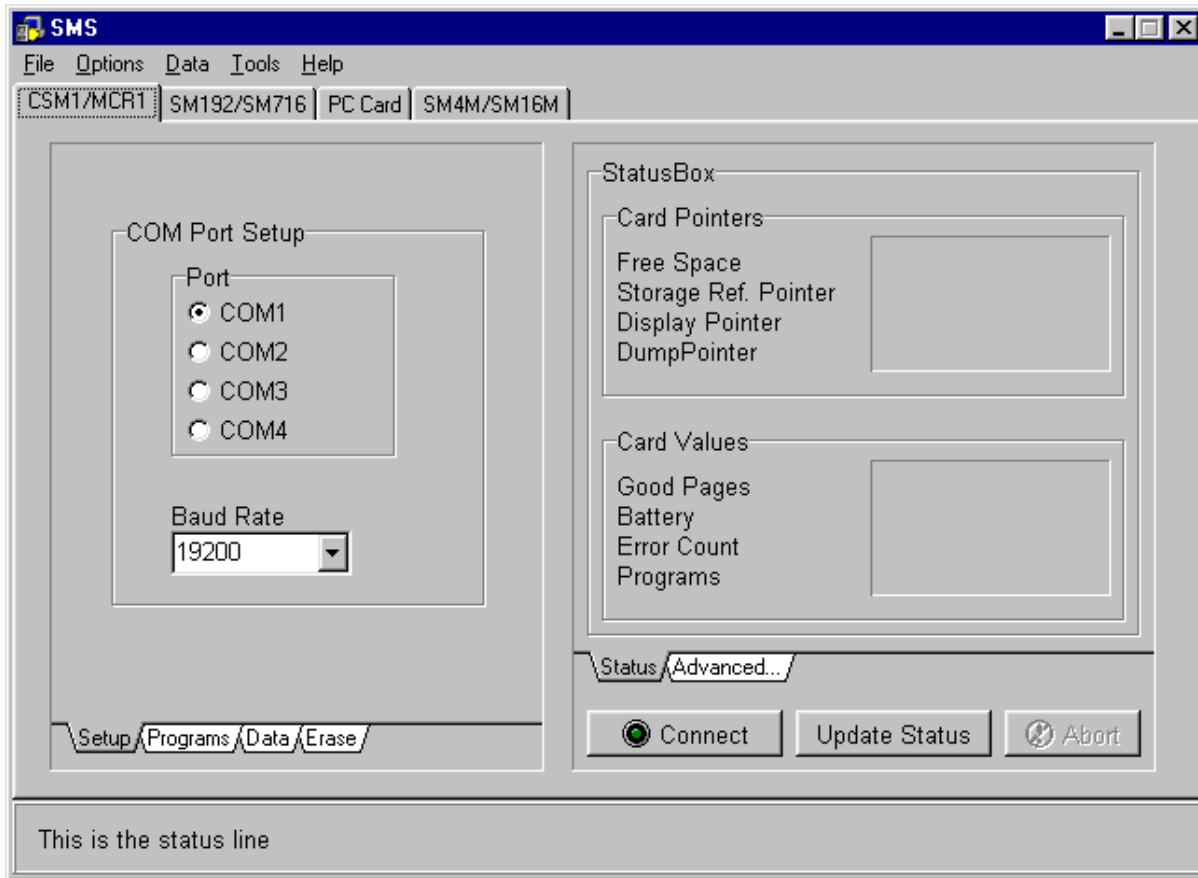 SMS
File Options Data Tools Help
CSM1/MCR1 SM192/SM716 PC Card SM4M/SM16M
COM Port Setup
Port
COM1
COM2
COM3
COM4
Baud Rate
19200
Setup Programs Data Erase
StatusBox
Card Pointers
Free Space
Storage Ref. Pointer
Display Pointer
DumpPointer
Card Values
Good Pages
Battery
Error Count
Programs
Status Advanced...
Connect Update Status Abort
This is the status line